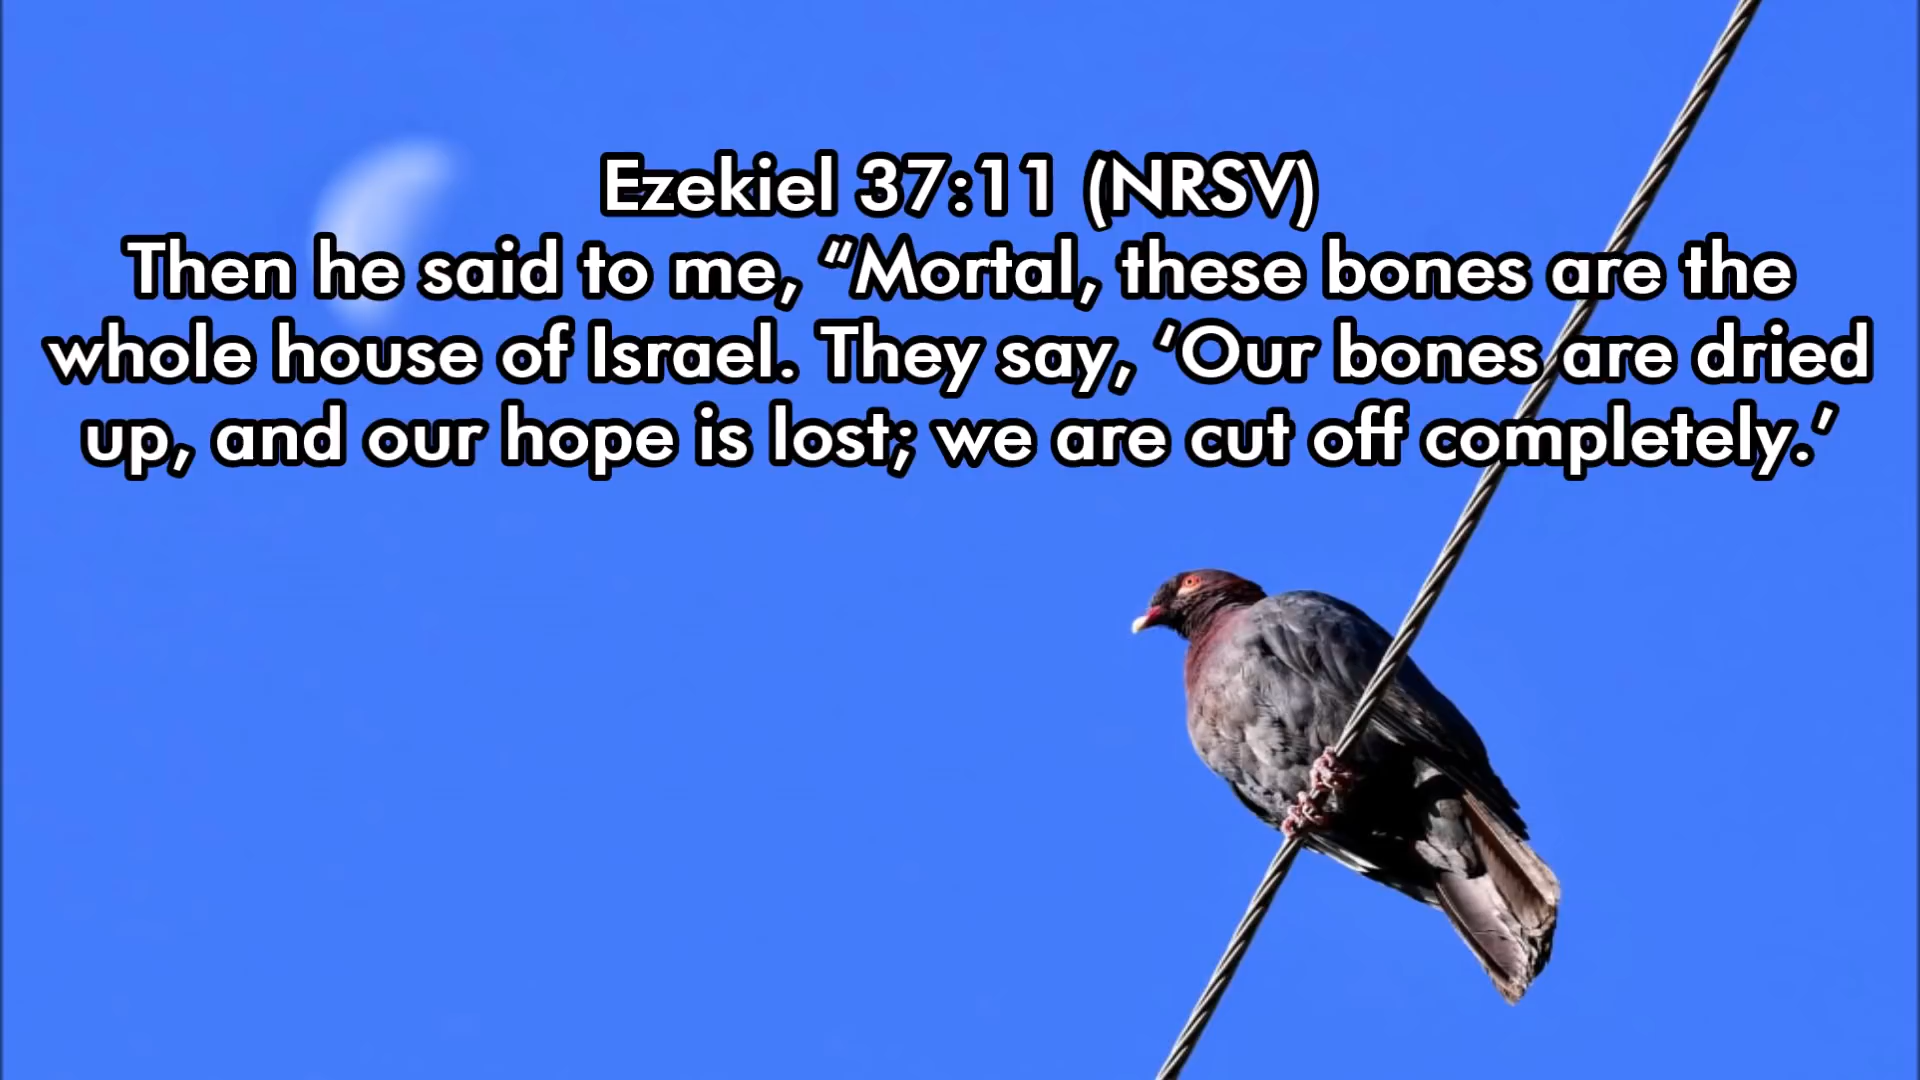 Ezekiel 37:11 (NRSV)
Then he said to me, “Mortal, these bones are the
whole house of Israel. They say, ‘Our bones are dried
up, and our hope is lost; we are cut off completely.’